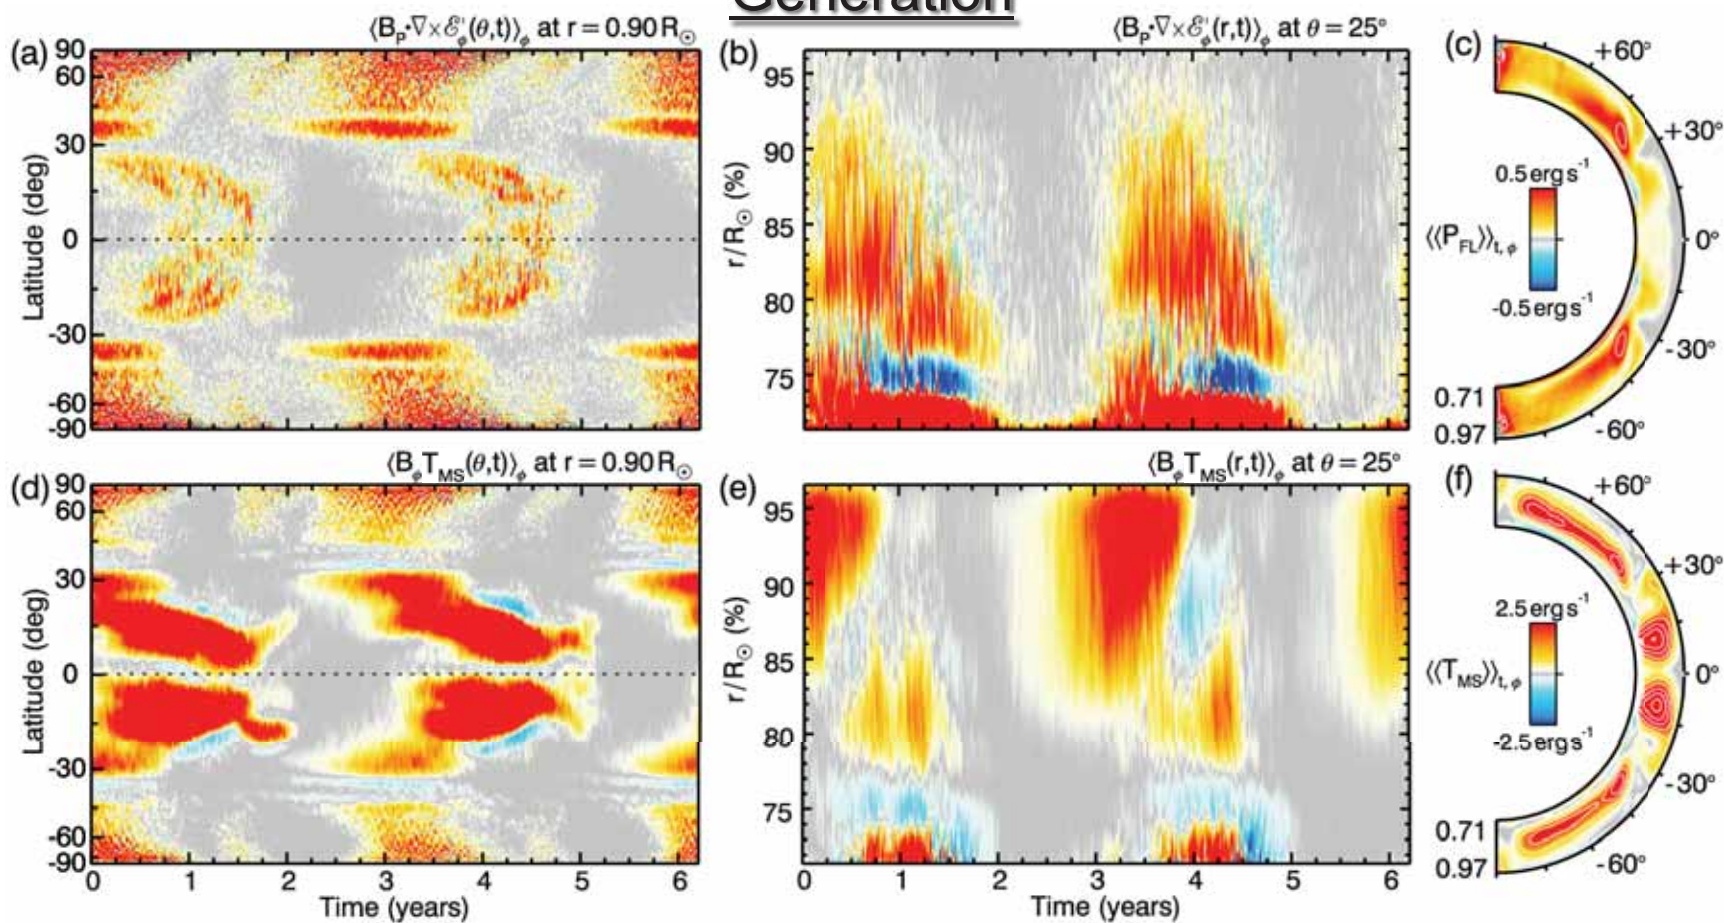 Generation
(a)
⟨B_P·∇×ℰ'_ϕ(θ,t)⟩_ϕ at r = 0.90 R_⊙
90
60
30
0
-30
-60
-90
Latitude (deg)
(b)
⟨B_P·∇×ℰ'_ϕ(r,t)⟩_ϕ at θ = 25°
95
90
85
80
75
r/R_⊙ (%)
(c)
+60°
+30°
0°
-30°
-60°
0.5 erg s⁻¹
⟨⟨P_FL⟩⟩_t,ϕ
-0.5 erg s⁻¹
0.71
0.97
(d)
⟨B_ϕ T_MS(θ,t)⟩_ϕ at r = 0.90 R_⊙
90
60
30
0
-30
-60
-90
Latitude (deg)
0 1 2 3 4 5 6
Time (years)
(e)
⟨B_ϕ T_MS(r,t)⟩_ϕ at θ = 25°
95
90
85
80
75
r/R_⊙ (%)
1 2 3 4 5 6
Time (years)
(f)
+60°
+30°
0°
-30°
-60°
2.5 erg s⁻¹
⟨⟨T_MS⟩⟩_t,ϕ
-2.5 erg s⁻¹
0.71
0.97